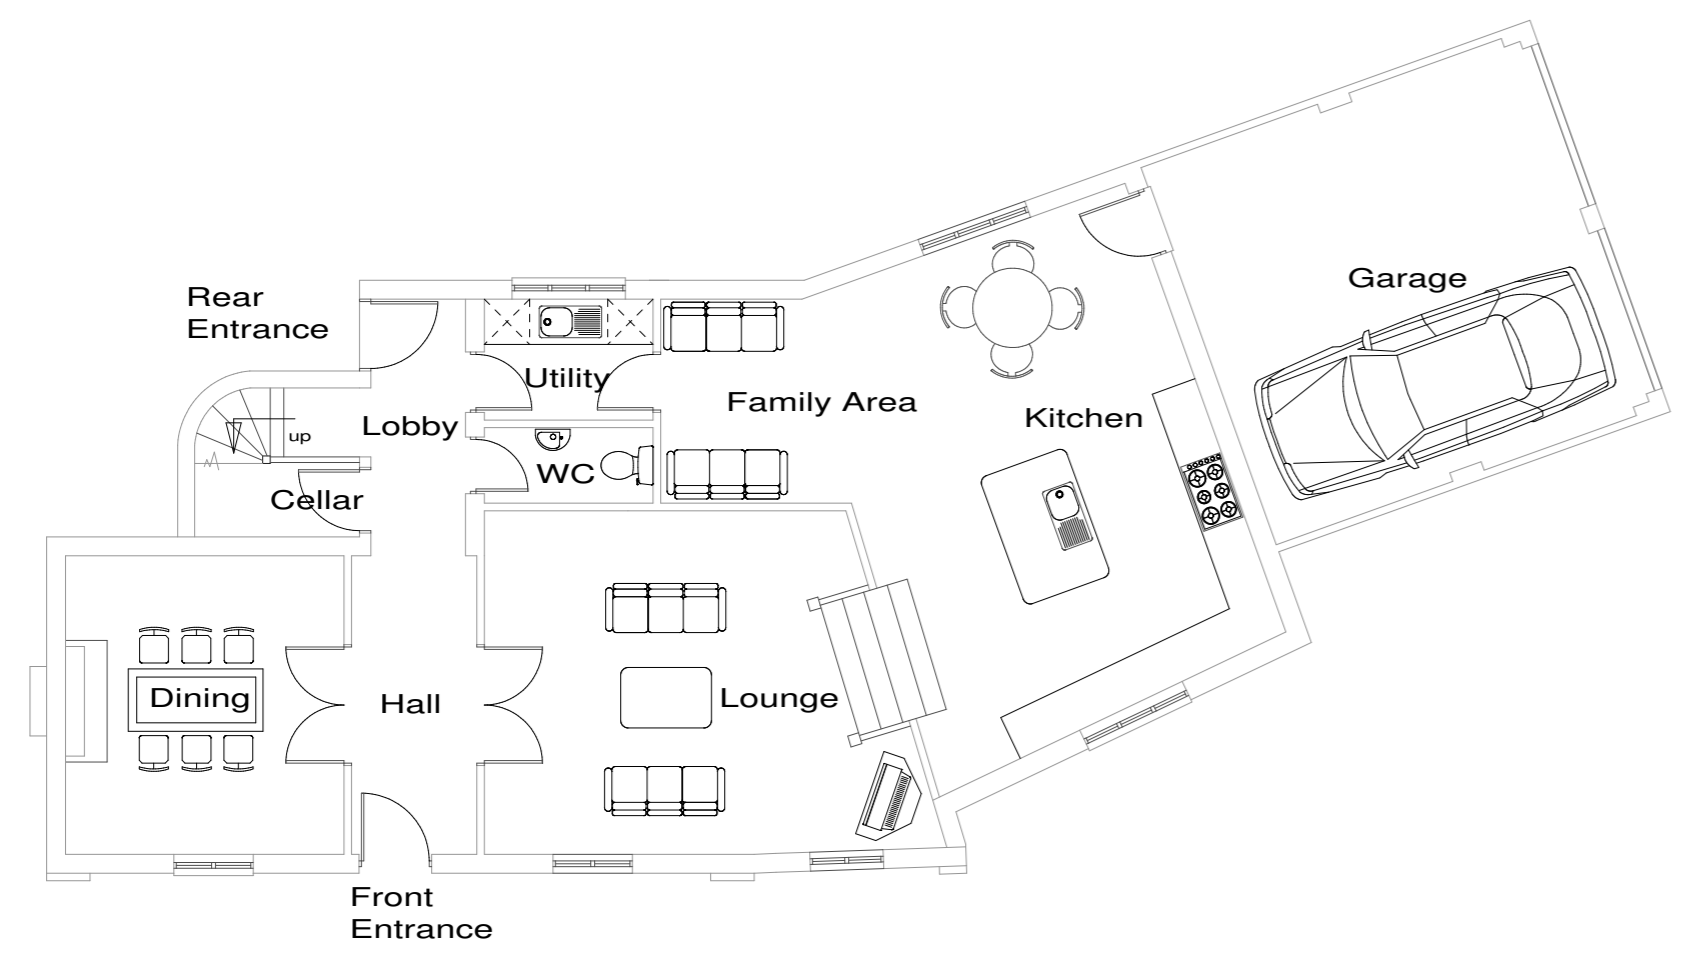 Rear
Entrance
Garage
Utility
Family Area
Kitchen
Lobby
up
WC
Cellar
Dining
Hall
Lounge
Front
Entrance